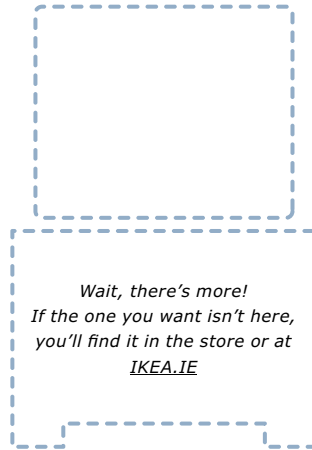 Wait, there’s more!
If the one you want isn’t here,
you’ll find it in the store or at
IKEA.IE